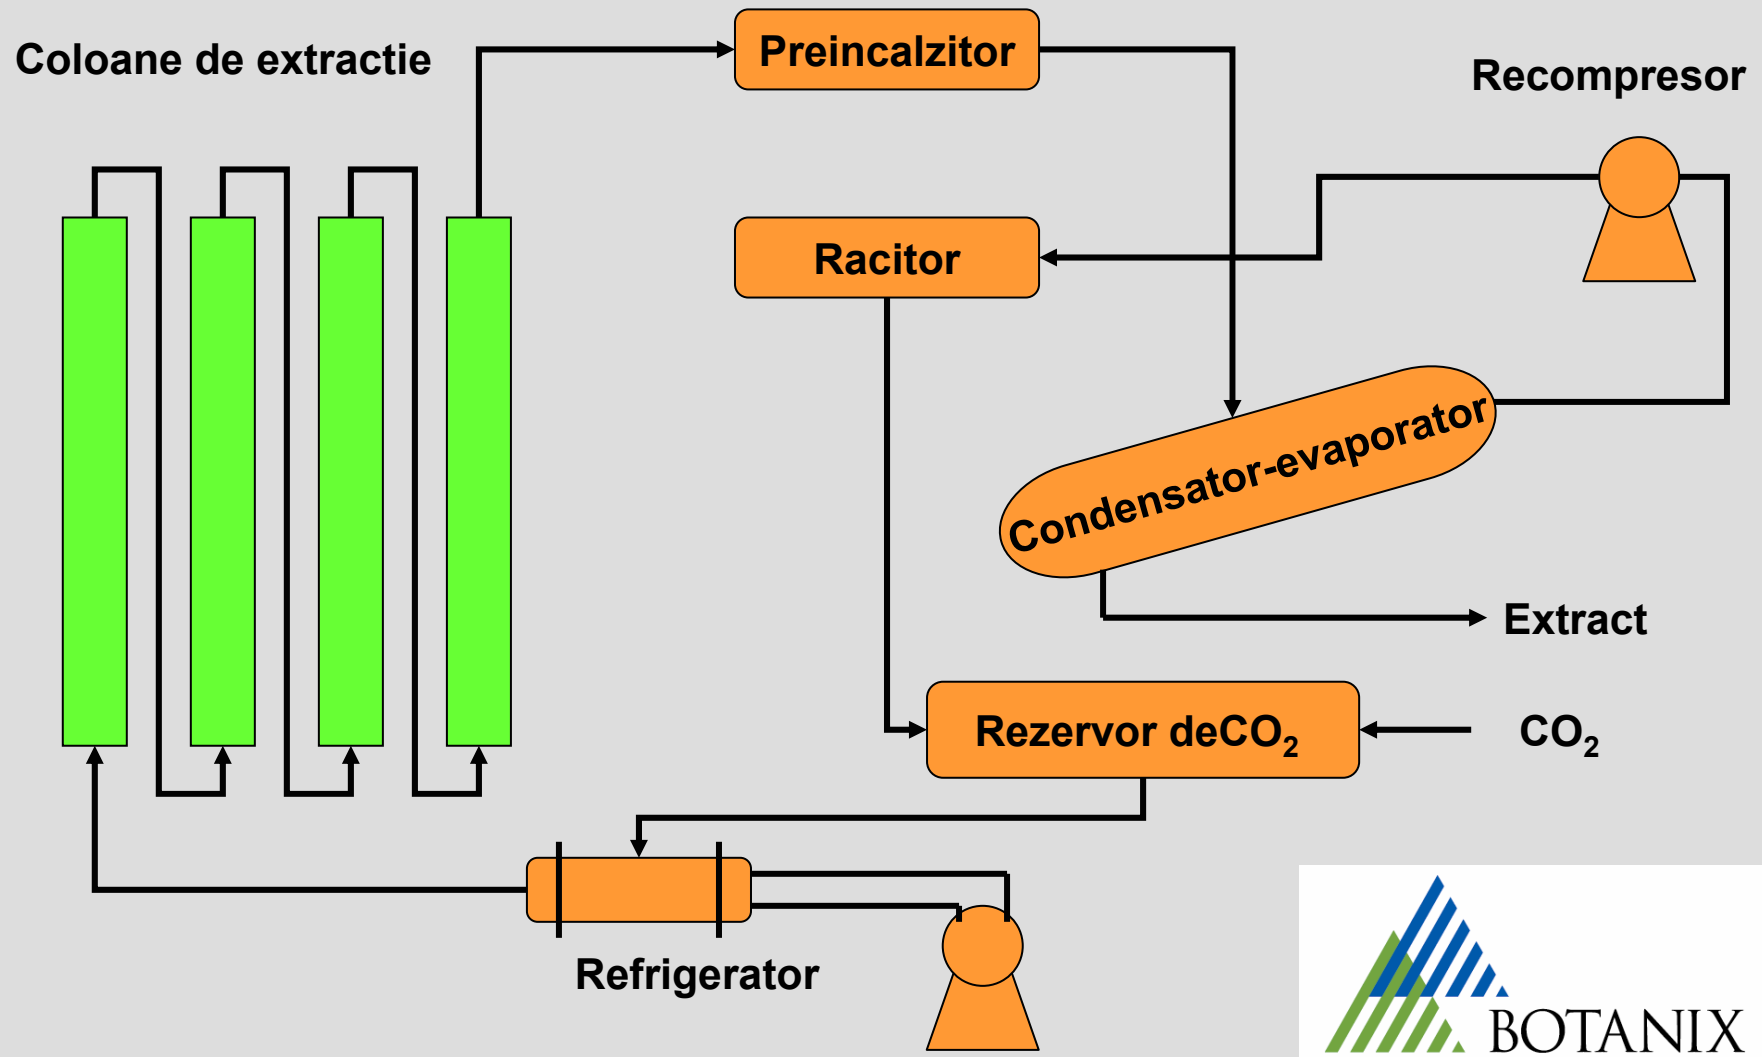 Coloane de extractie
Preincalzitor
Recompresor
Racitor
Condensator-evaporator
Extract
Rezervor deCO₂
CO₂
Refrigerator
BOTANIX